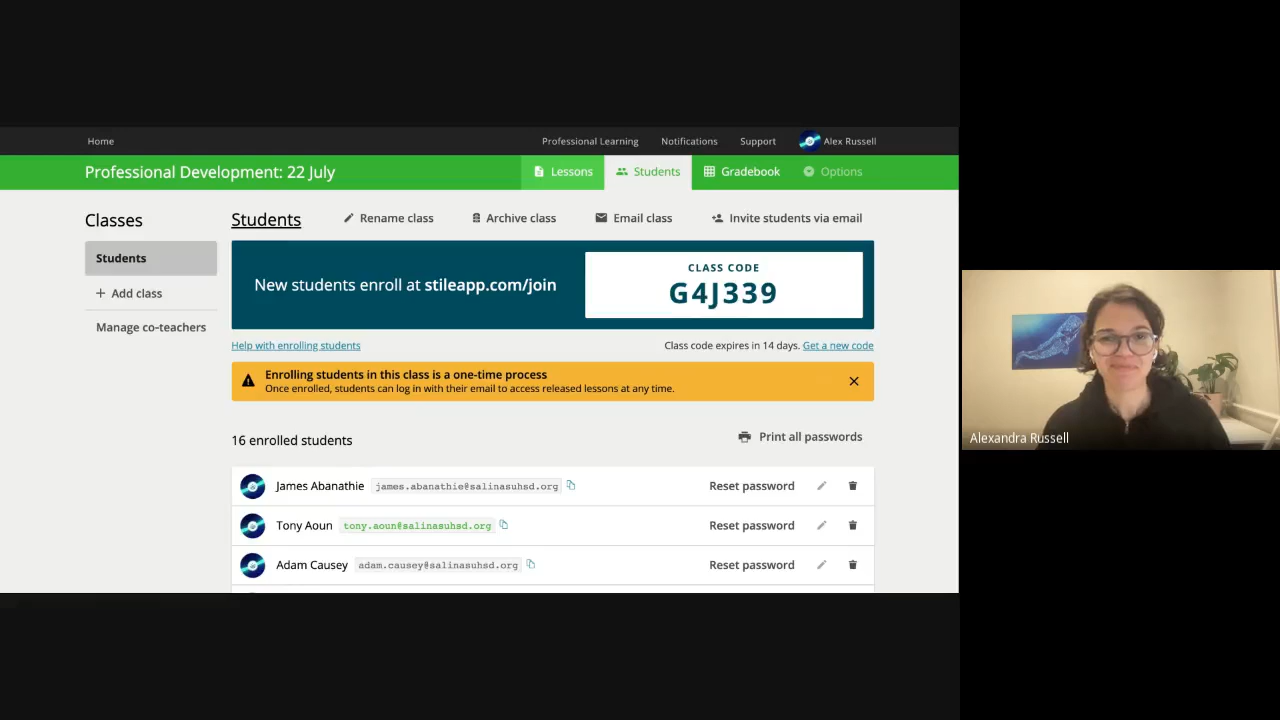 Home
Professional Learning
Notifications
Support
Alex Russell
Professional Development: 22 July
Lessons
Students
Gradebook
Options
Classes
Students
Rename class
Archive class
Email class
Invite students via email
Students
Add class
Manage co-teachers
New students enroll at stileapp.com/join
CLASS CODE
G4J339
Help with enrolling students
Class code expires in 14 days. Get a new code
Enrolling students in this class is a one-time process
Once enrolled, students can log in with their email to access released lessons at any time.
16 enrolled students
Print all passwords
James Abanathie james.abanathie@salinasuhsd.org Reset password
Tony Aoun tony.aoun@salinasuhsd.org Reset password
Adam Causey adam.causey@salinasuhsd.org Reset password
Alexandra Russell